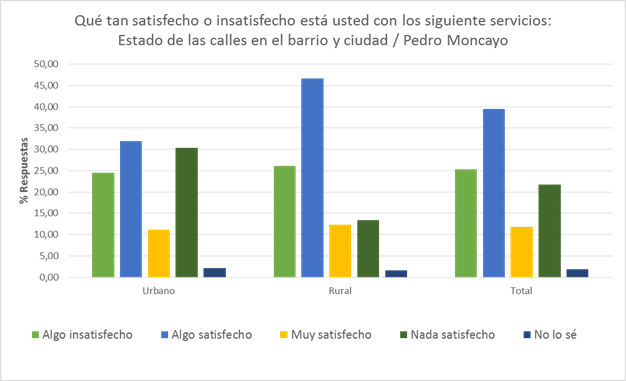 Qué tan satisfecho o insatisfecho está usted con los siguiente servicios:
Estado de las calles en el barrio y ciudad / Pedro Moncayo
% Respuestas
50,00
45,00
40,00
35,00
30,00
25,00
20,00
15,00
10,00
5,00
0,00
Urbano Rural Total
Algo insatisfecho Algo satisfecho Muy satisfecho Nada satisfecho No lo sé